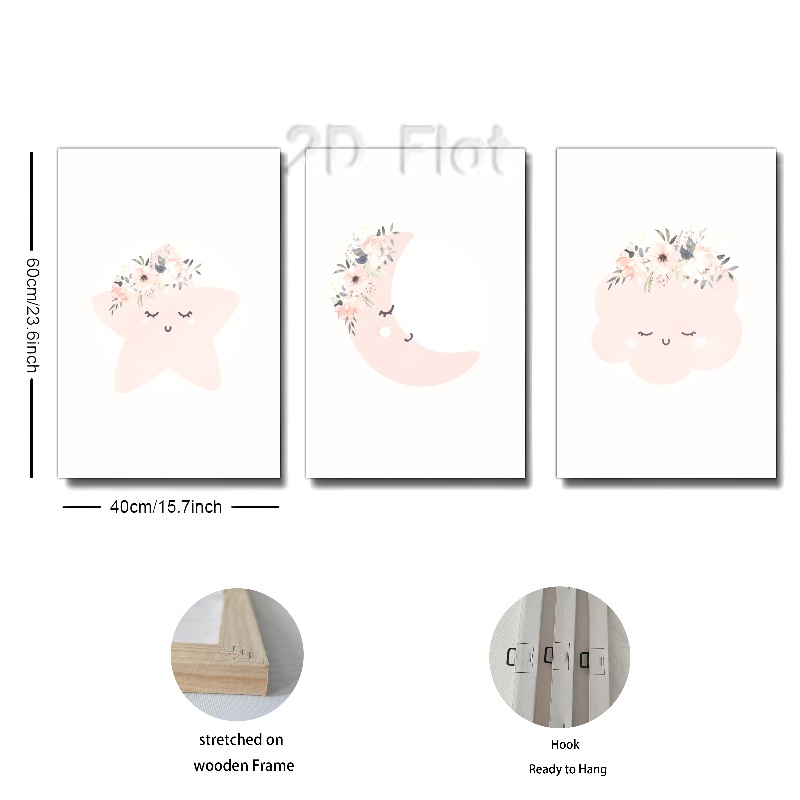 2D Flat
60cm/23.6inch
40cm/15.7inch
stretched on
wooden Frame
Hook
Ready to Hang